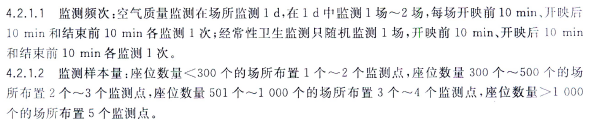 4.2.1.1 监测频次:空气质量监测在场所监测 1 d,在 1 d 中监测 1 场～2 场,每场开映前 10 min、开映后
10 min 和结束前 10 min 各监测 1 次;经常性卫生监测只随机监测 1 场,开映前 10 min、开映后 10 min
和结束前 10 min 各监测 1 次。
4.2.1.2 监测样本量:座位数量<300 个的场所布置 1 个～2 个监测点,座位数量 300 个～500 个的场
所布置 2 个～3 个监测点,座位数量 501 个～1 000 个的场所布置 3 个～4 个监测点,座位数量>1 000
个的场所布置 5 个监测点。